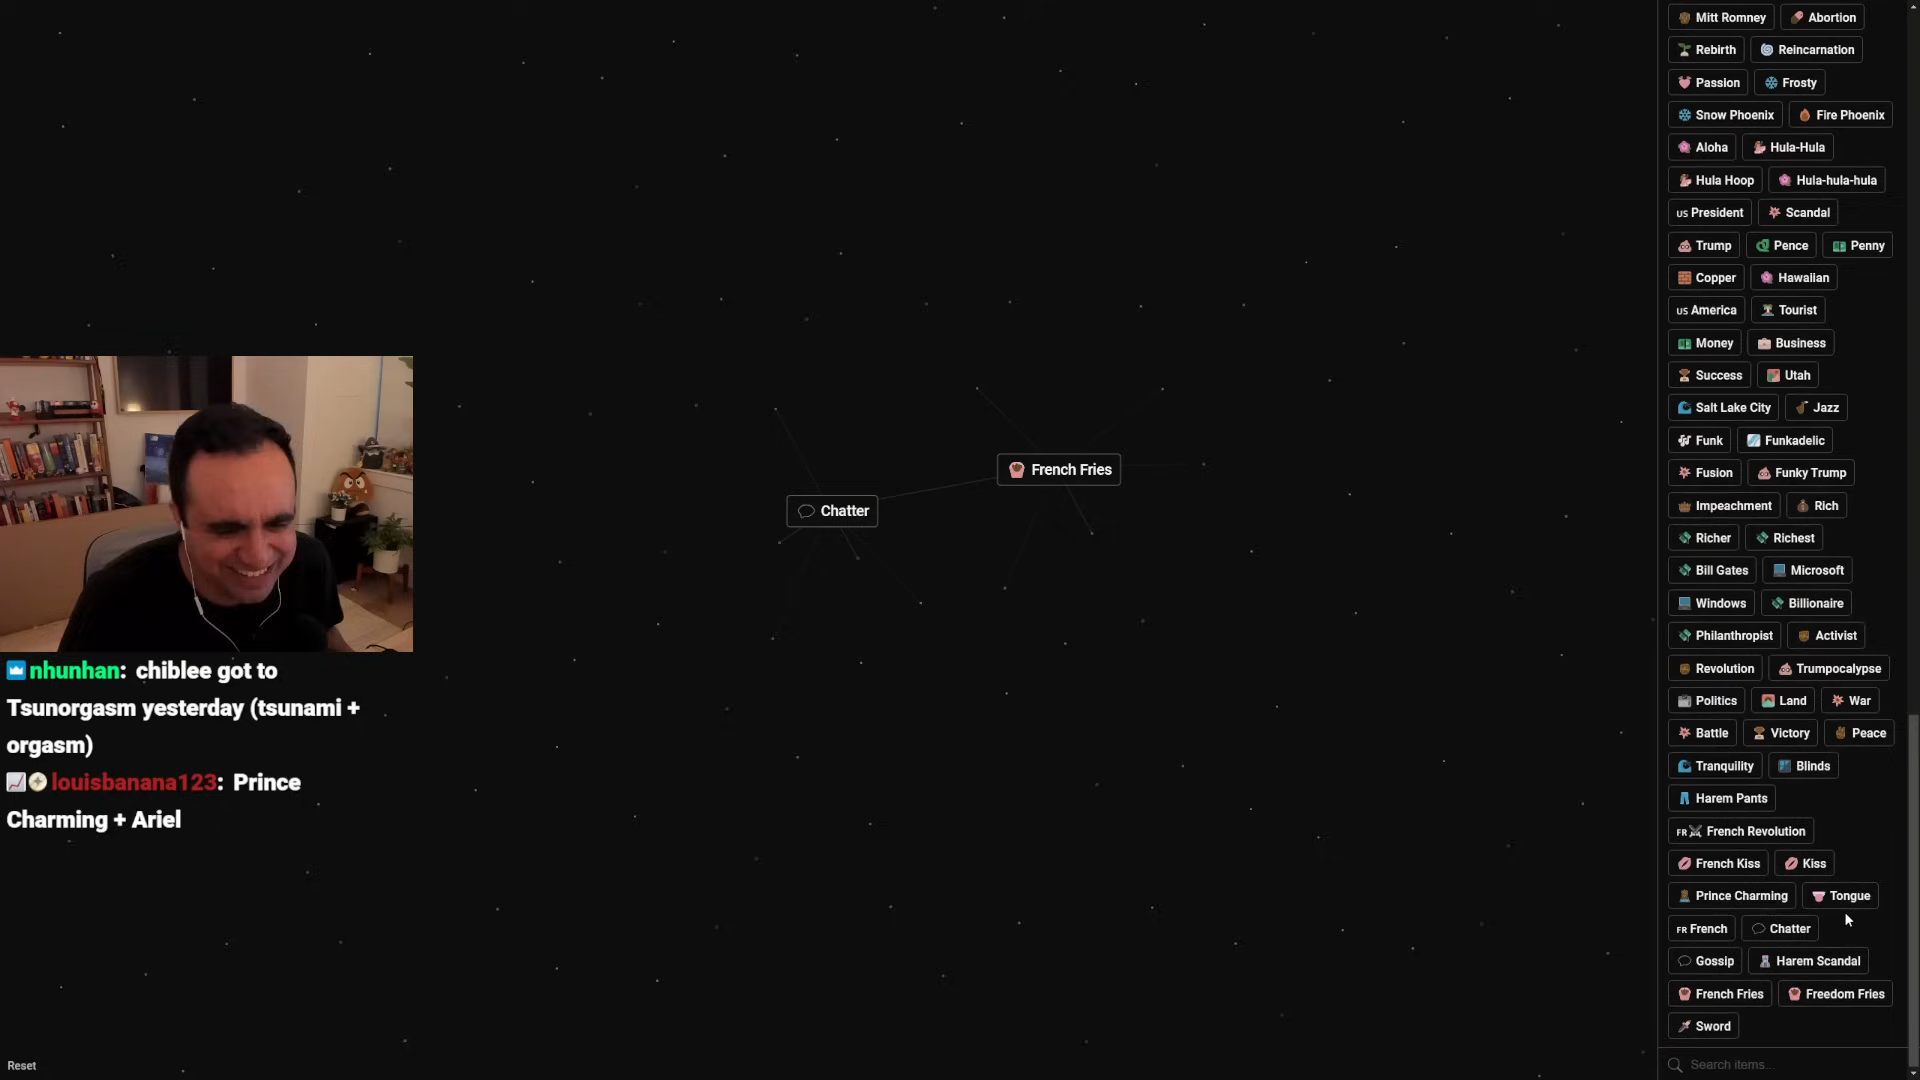 Mitt Romney Abortion
Rebirth Reincarnation
Passion Frosty
Snow Phoenix Fire Phoenix
Aloha Hula-Hula
Hula Hoop Hula-hula-hula
US President Scandal
Trump Pence Penny
Copper Hawaiian
US America Tourist
Money Business
Success Utah
Salt Lake City Jazz
Funk Funkadelic
Fusion Funky Trump
Impeachment Rich
Richer Richest
Bill Gates Microsoft
Windows Billionaire
Philanthropist Activist
Revolution Trumpocalypse
Politics Land War
Battle Victory Peace
Tranquility Blinds
Harem Pants
FR French Revolution
French Kiss Kiss
Prince Charming Tongue
FR French Chatter
Gossip Harem Scandal
French Fries Freedom Fries
Sword
Search items...
French Fries
Chatter
nhunhan: chiblee got to
Tsunorgasm yesterday (tsunami +
orgasm)
louisbanana123: Prince
Charming + Ariel
Reset